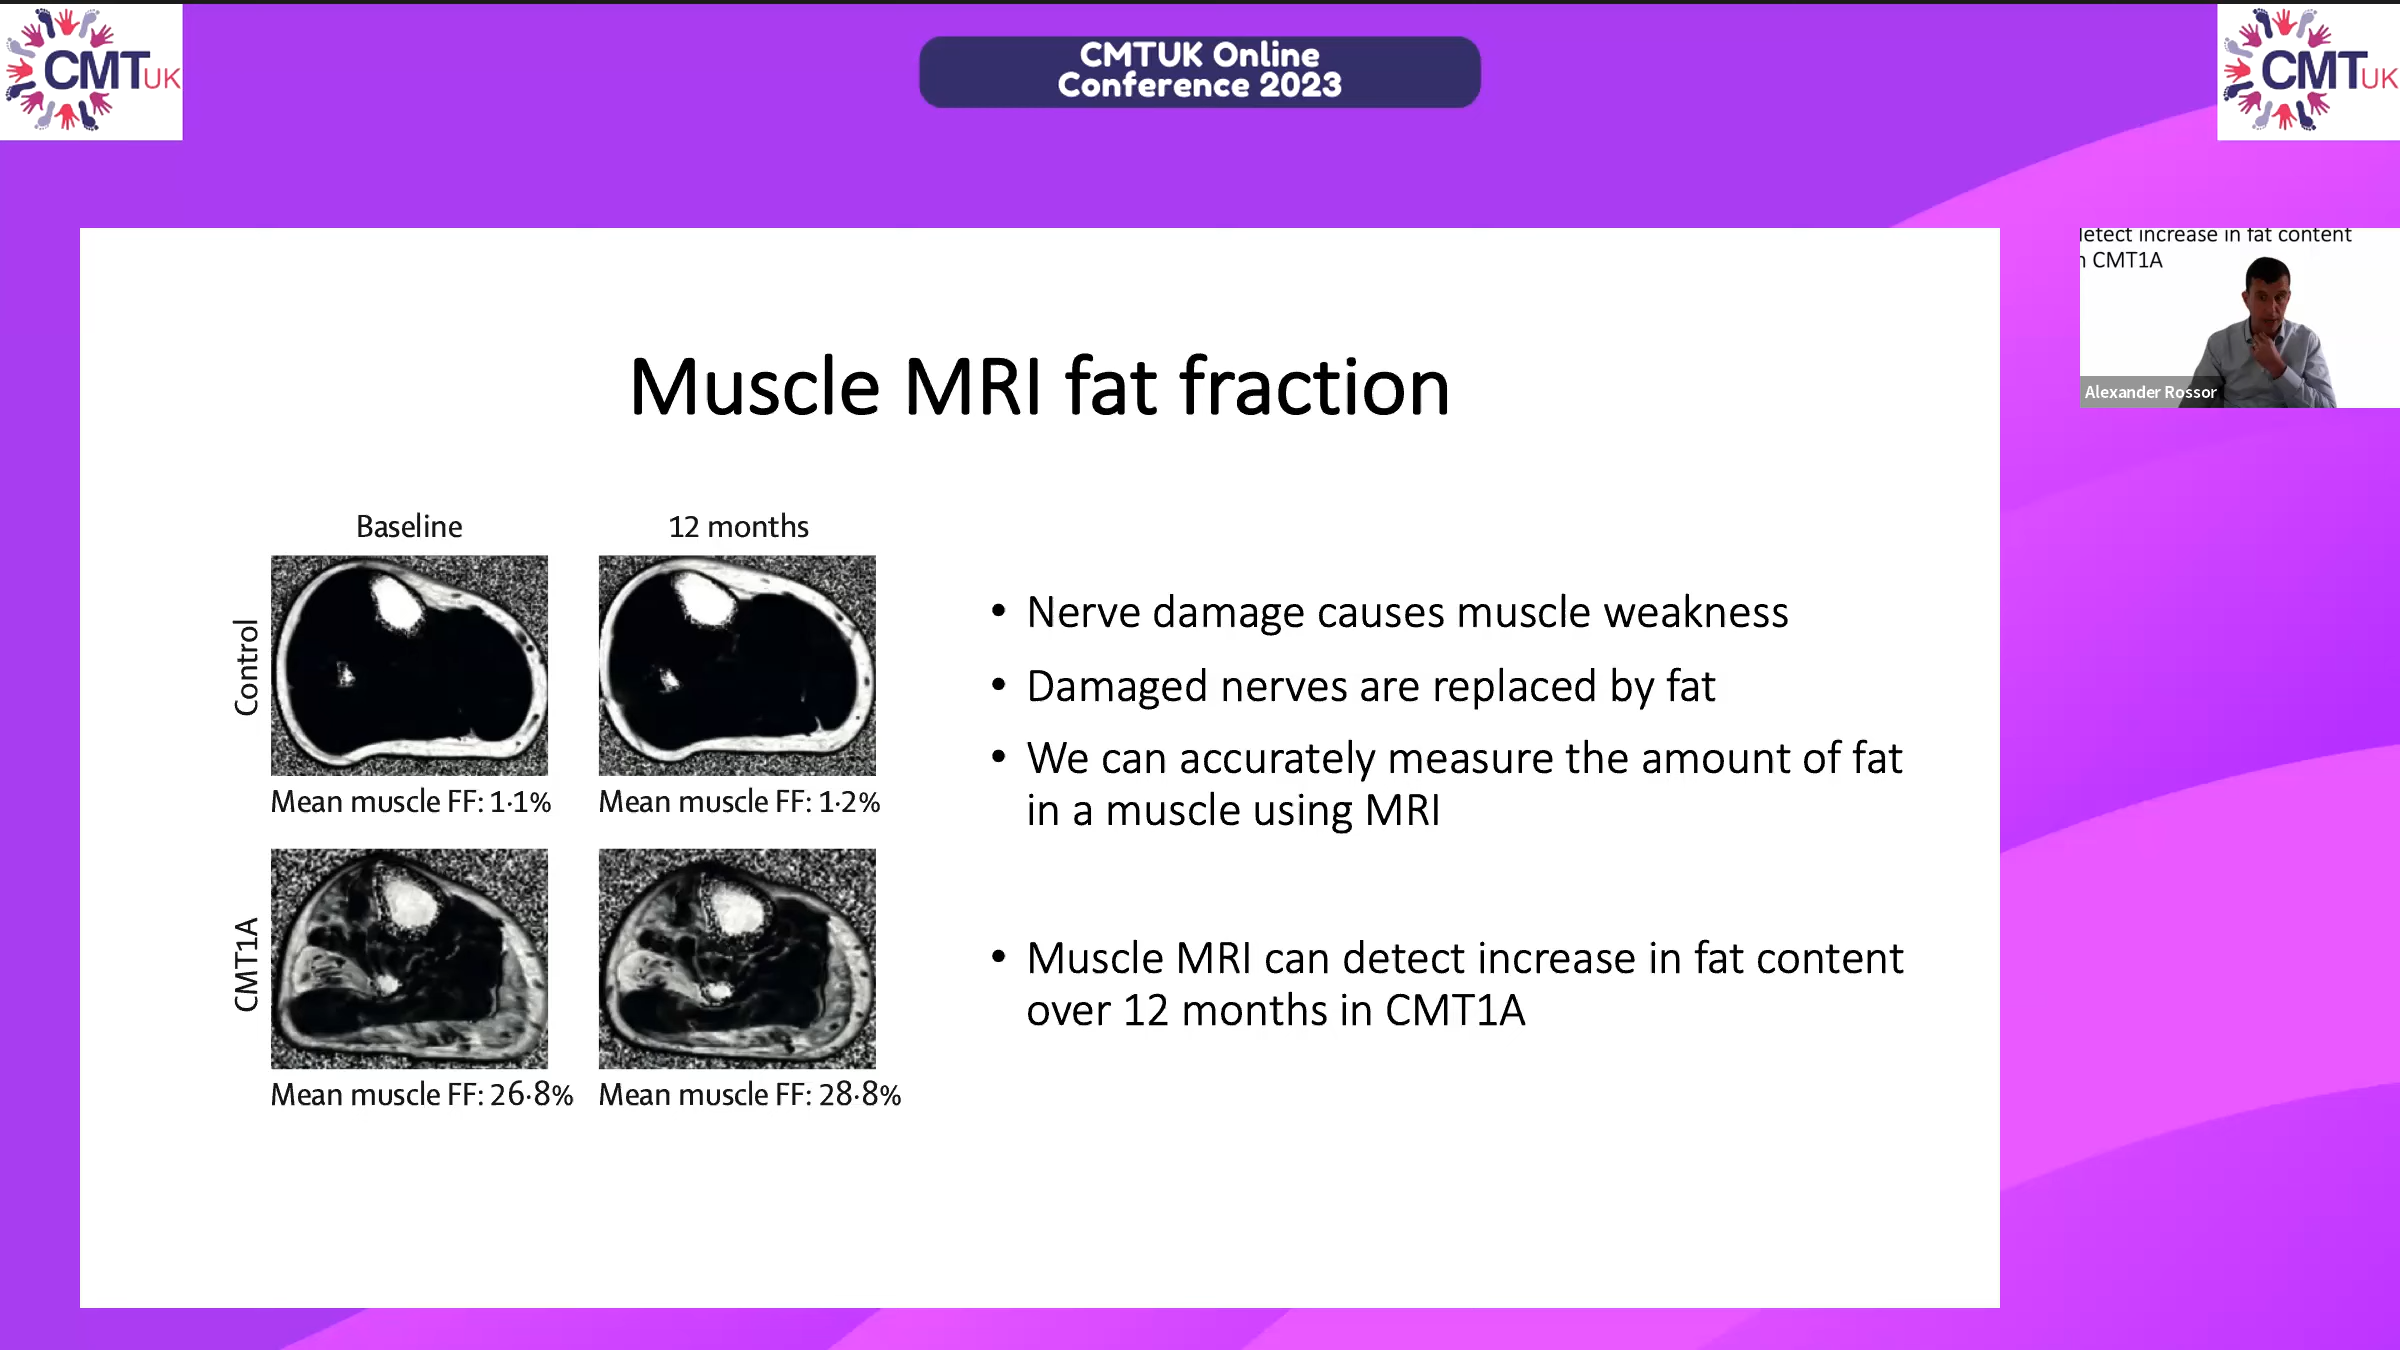 CMTUK
CMTUK Online
Conference 2023
CMTUK
etect increase in fat content
CMT1A
Alexander Rossor
Muscle MRI fat fraction
Baseline
12 months
Control
Mean muscle FF: 1·1%
Mean muscle FF: 1·2%
CMT1A
Mean muscle FF: 26·8%
Mean muscle FF: 28·8%
• Nerve damage causes muscle weakness
• Damaged nerves are replaced by fat
• We can accurately measure the amount of fat
in a muscle using MRI
• Muscle MRI can detect increase in fat content
over 12 months in CMT1A